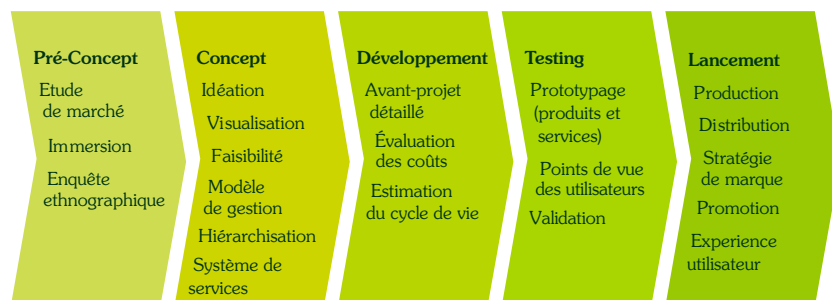 Pré-Concept
Etude
de marché
Immersion
Enquête
ethnographique
Concept
Idéation
Visualisation
Faisibilité
Modèle
de gestion
Hiérarchisation
Système de
services
Développement
Avant-projet
détaillé
Évaluation
des coûts
Estimation
du cycle de vie
Testing
Prototypage
(produits et
services)
Points de vue
des utilisateurs
Validation
Lancement
Production
Distribution
Stratégie
de marque
Promotion
Experience
utilisateur